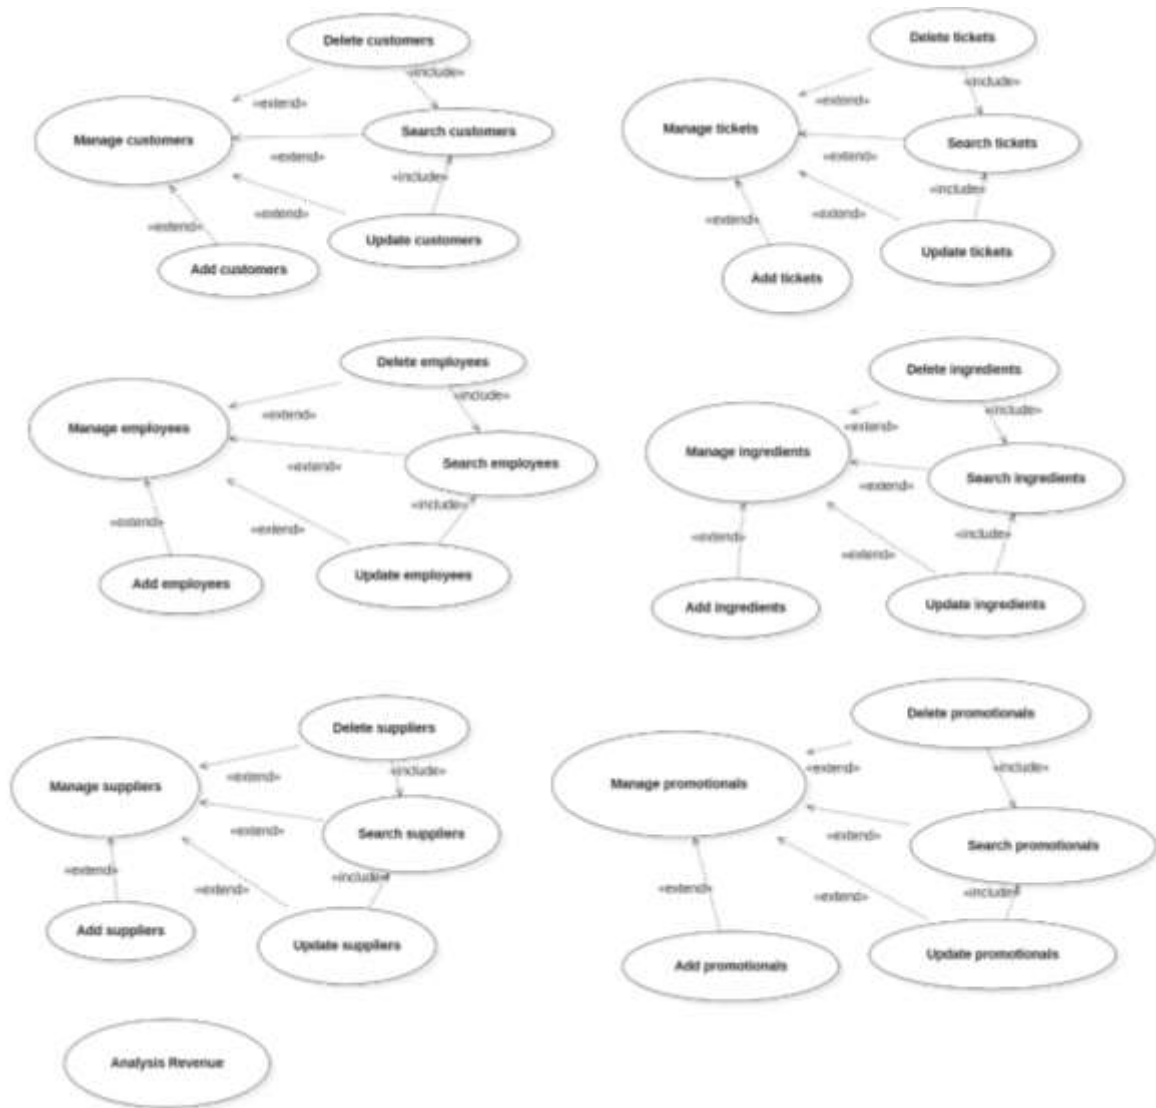 Delete customers
«include»
«extend»
Manage customers
Search customers
«extend»
«include»
«extend»
«extend»
Update customers
Add customers
Delete tickets
«include»
«extend»
Manage tickets
Search tickets
«extend»
«include»
«extend»
«extend»
Update tickets
Add tickets
Delete employees
«include»
«extend»
Manage employees
Search employees
«extend»
«include»
«extend»
«extend»
Update employees
Add employees
Delete ingredients
«include»
«extend»
Manage ingredients
Search ingredients
«extend»
«include»
«extend»
«extend»
Update ingredients
Add ingredients
Delete suppliers
«include»
«extend»
Manage suppliers
Search suppliers
«extend»
«include»
«extend»
«extend»
Update suppliers
Add suppliers
Delete promotionals
«include»
«extend»
Manage promotionals
Search promotionals
«extend»
«include»
«extend»
«extend»
Update promotionals
Add promotionals
Analysis Revenue